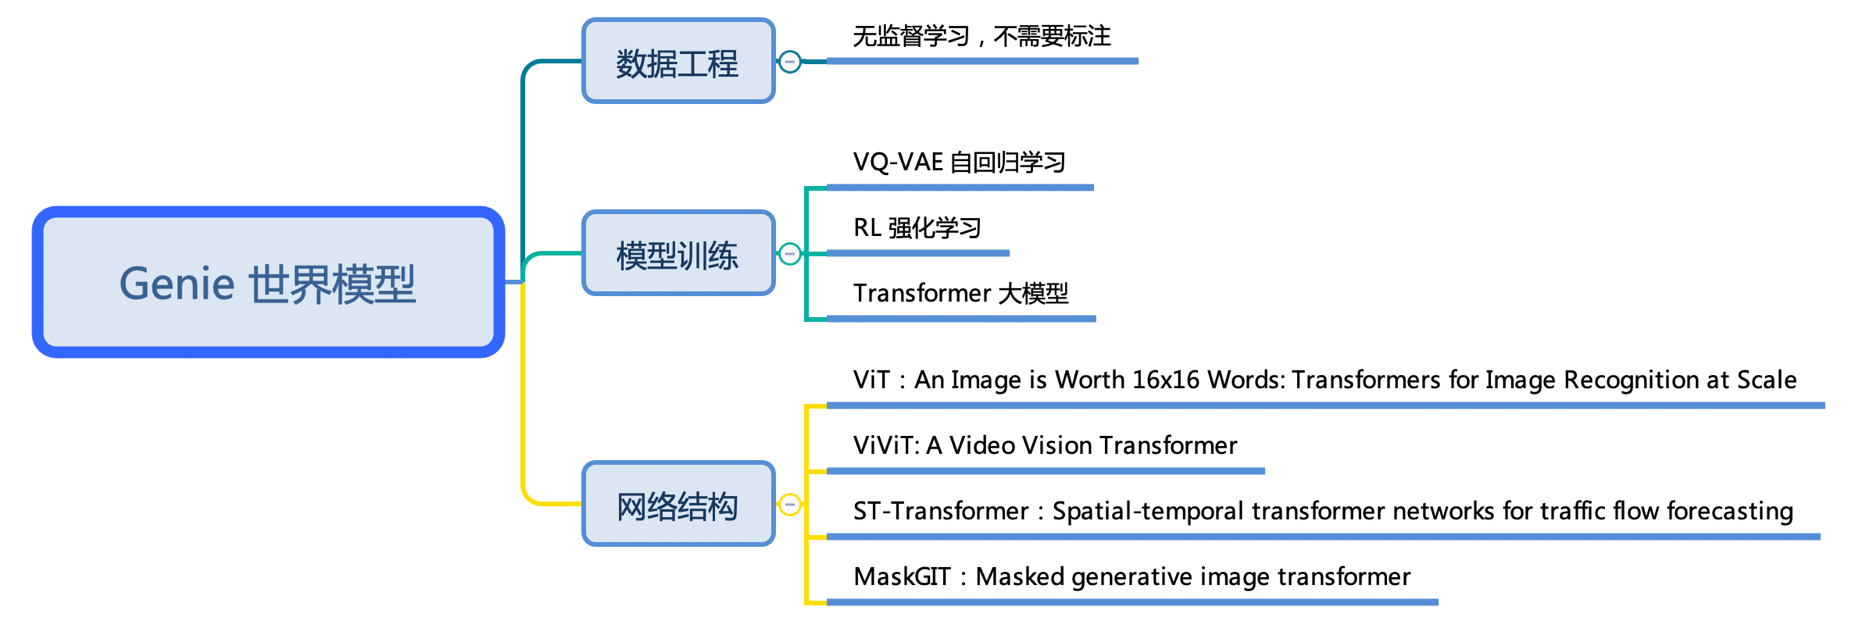 Genie 世界模型
数据工程
无监督学习，不需要标注
模型训练
VQ-VAE 自回归学习
RL 强化学习
Transformer 大模型
网络结构
ViT：An Image is Worth 16x16 Words: Transformers for Image Recognition at Scale
ViViT: A Video Vision Transformer
ST-Transformer：Spatial-temporal transformer networks for traffic flow forecasting
MaskGIT：Masked generative image transformer